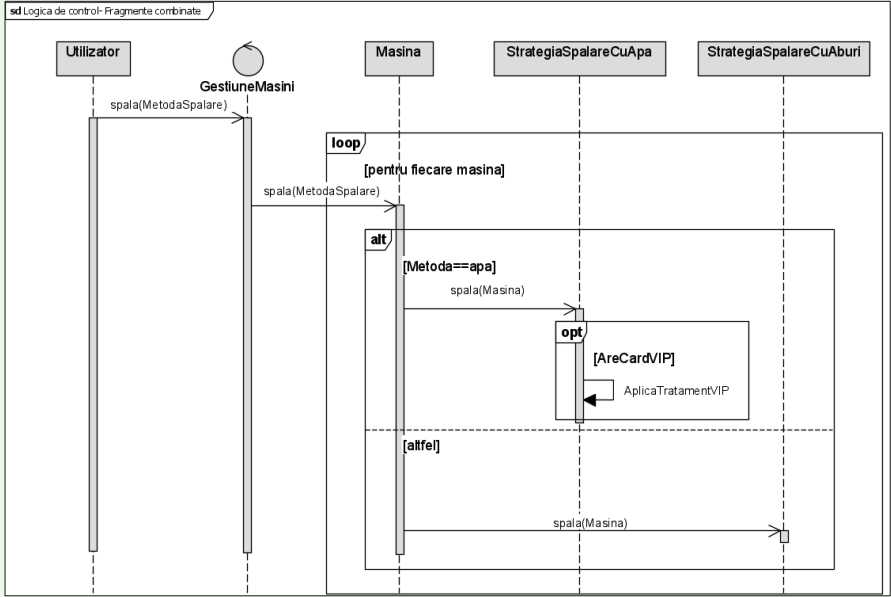 sd Logica de control- Fragmente combinate
Utilizator
GestiuneMasini
Masina
StrategiaSpalareCuApa
StrategiaSpalareCuAburi
spala(MetodaSpalare)
loop
[pentru fiecare masina]
spala(MetodaSpalare)
alt
[Metoda==apa]
spala(Masina)
opt
[AreCardVIP]
AplicaTratamentVIP
[altfel]
spala(Masina)